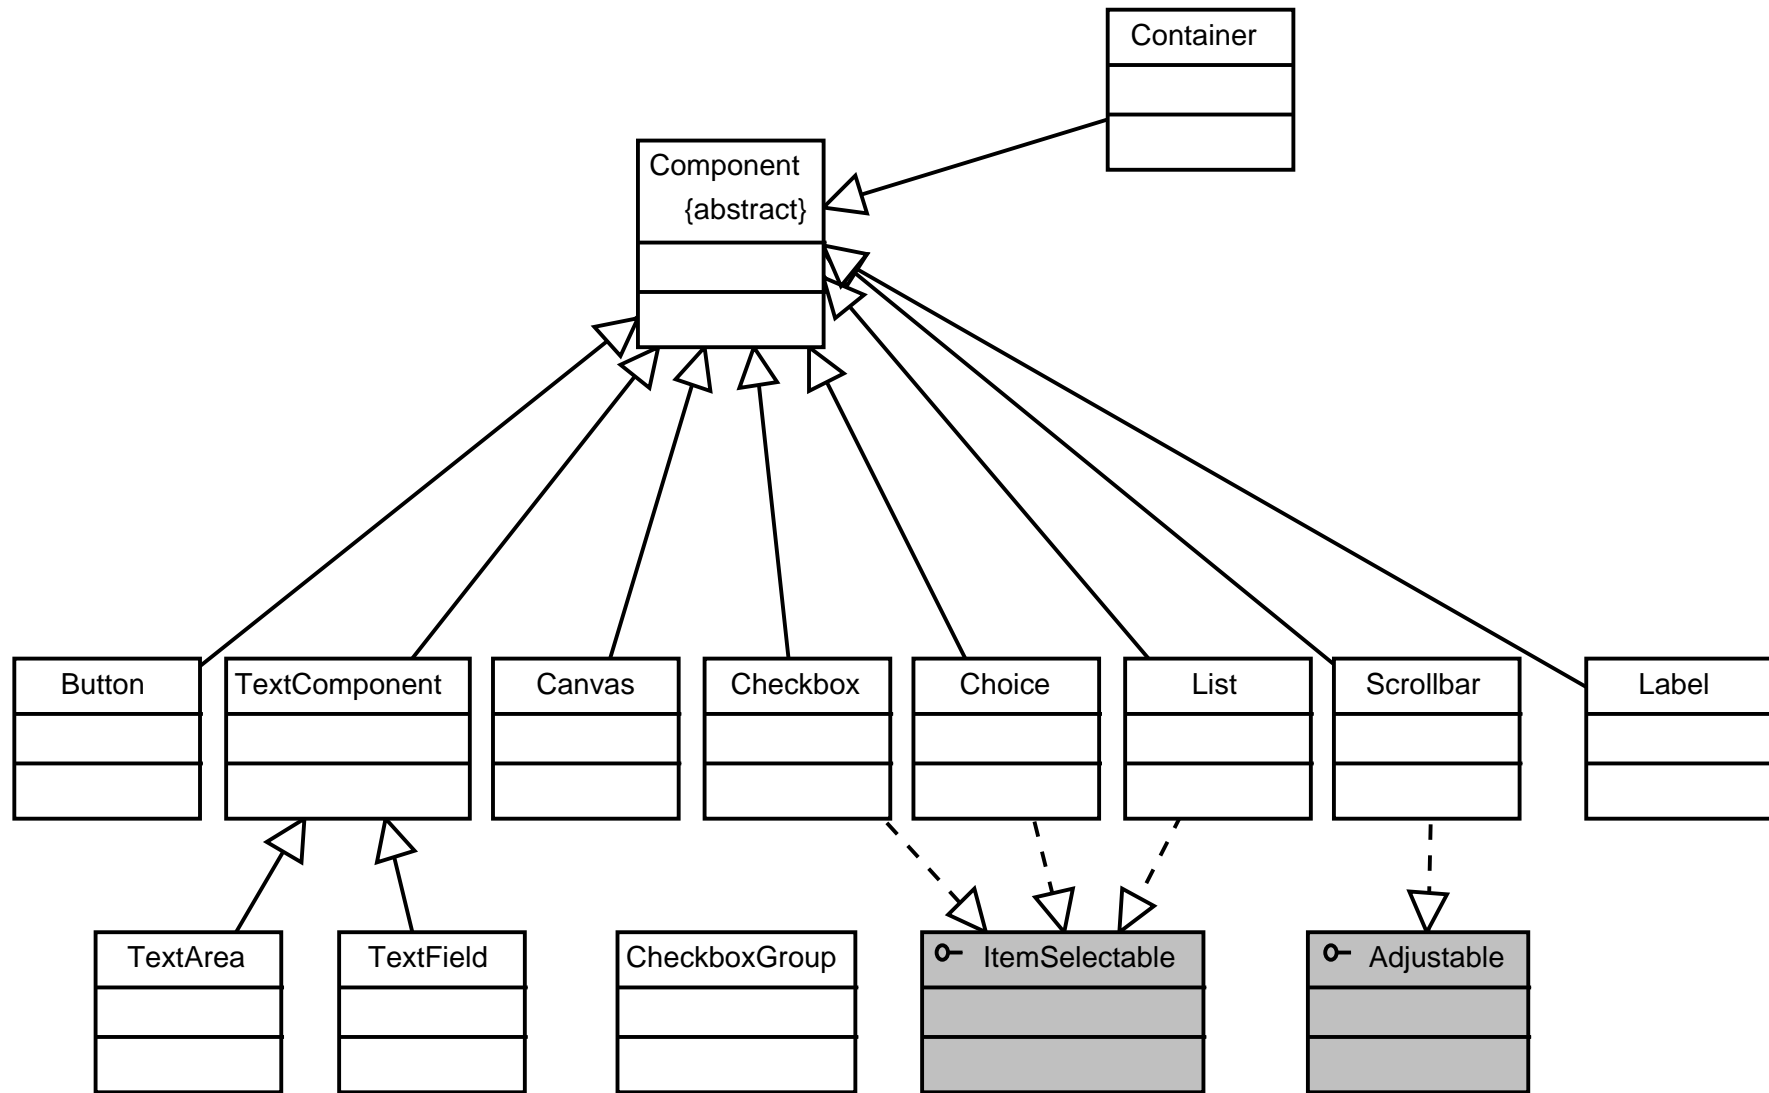 Container
Component
{abstract}
Button
TextComponent
Canvas
Checkbox
Choice
List
Scrollbar
Label
TextArea
TextField
CheckboxGroup
ItemSelectable
Adjustable